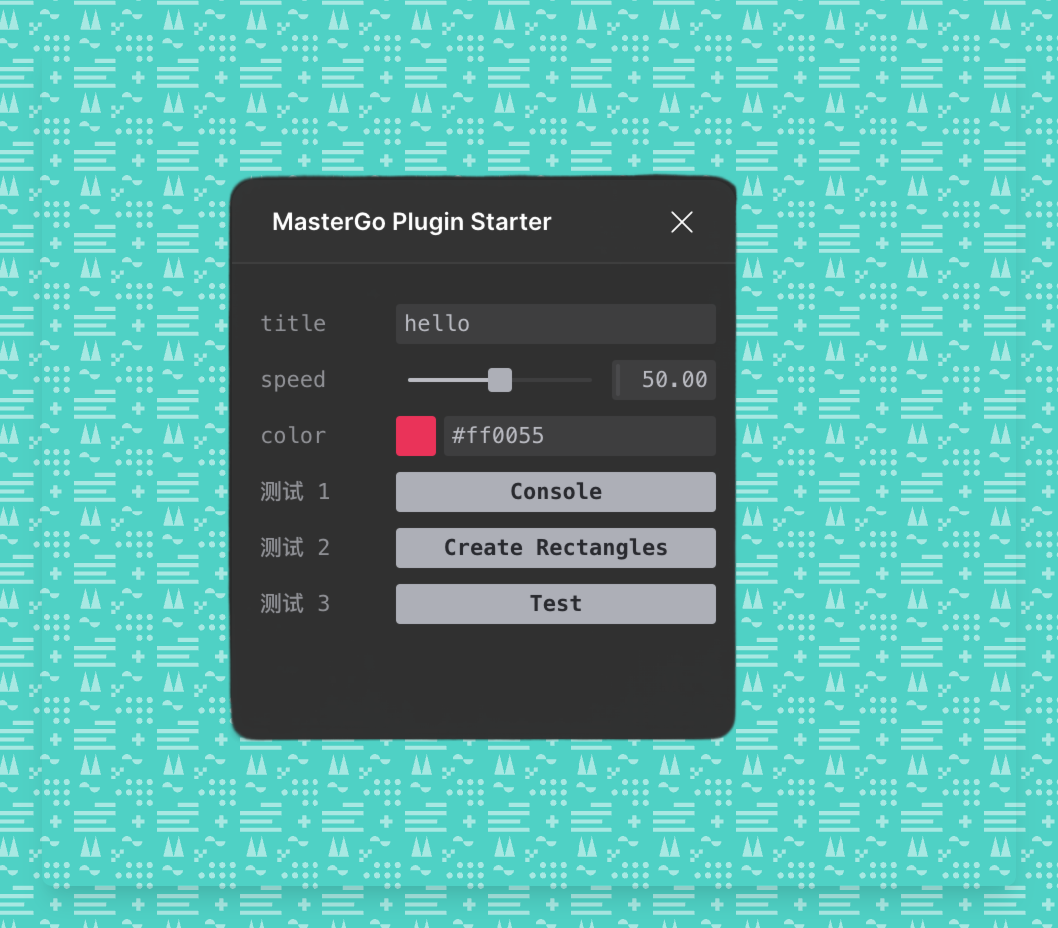 MasterGo Plugin Starter
title hello
speed 50.00
color #ff0055
测试 1 Console
测试 2 Create Rectangles
测试 3 Test